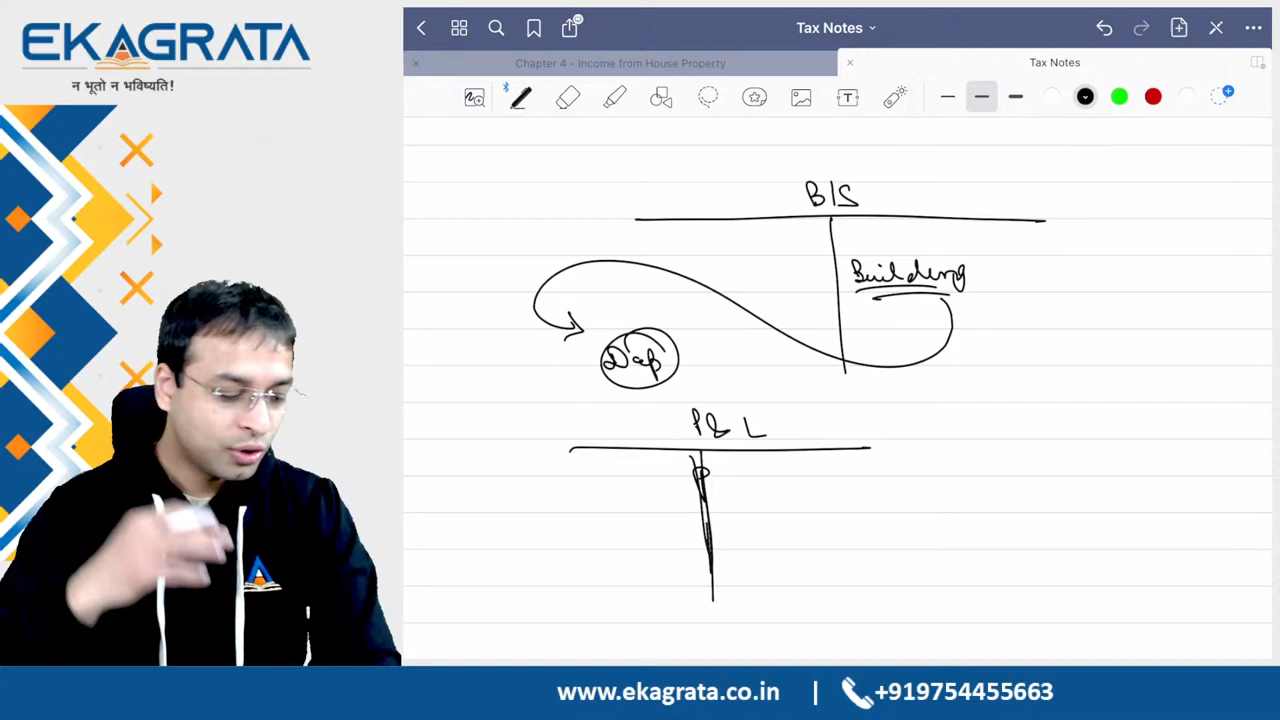 EKAGRATA
न भूतो न भविष्यति!
Tax Notes
Chapter 4 - Income from House Property
Tax Notes
B/S
Building
Dep
P& L
www.ekagrata.co.in | +919754455663